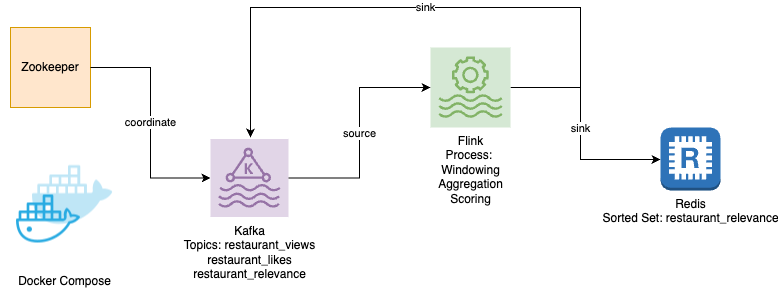 sink
Zookeeper
coordinate
source
K
Flink
Process:
Windowing
Aggregation
Scoring
sink
R
Redis
Sorted Set: restaurant_relevance
Kafka
Topics: restaurant_views
restaurant_likes
restaurant_relevance
Docker Compose